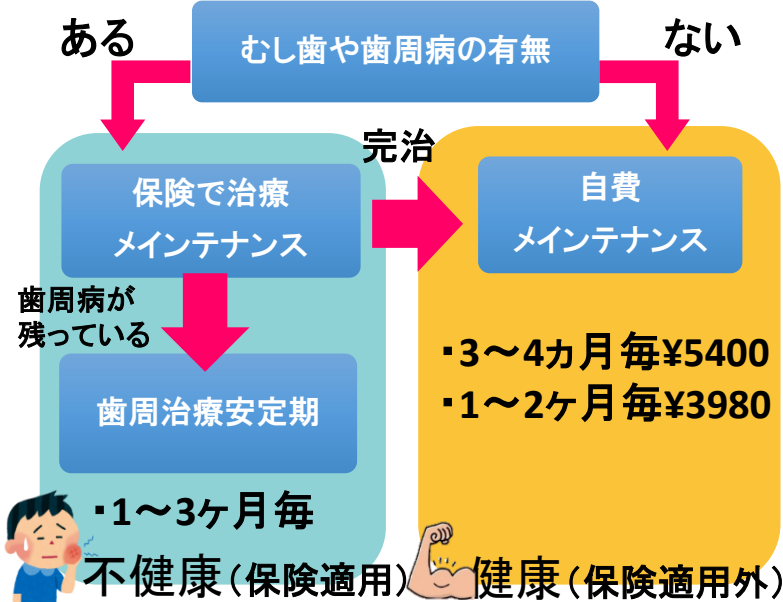 ある
むし歯や歯周病の有無
ない
完治
保険で治療
メインテナンス
自費
メインテナンス
歯周病が
残っている
歯周治療安定期
・1～3ヶ月毎
・3～4ヵ月毎¥5400
・1～2ヶ月毎¥3980
不健康（保険適用）
健康（保険適用外）